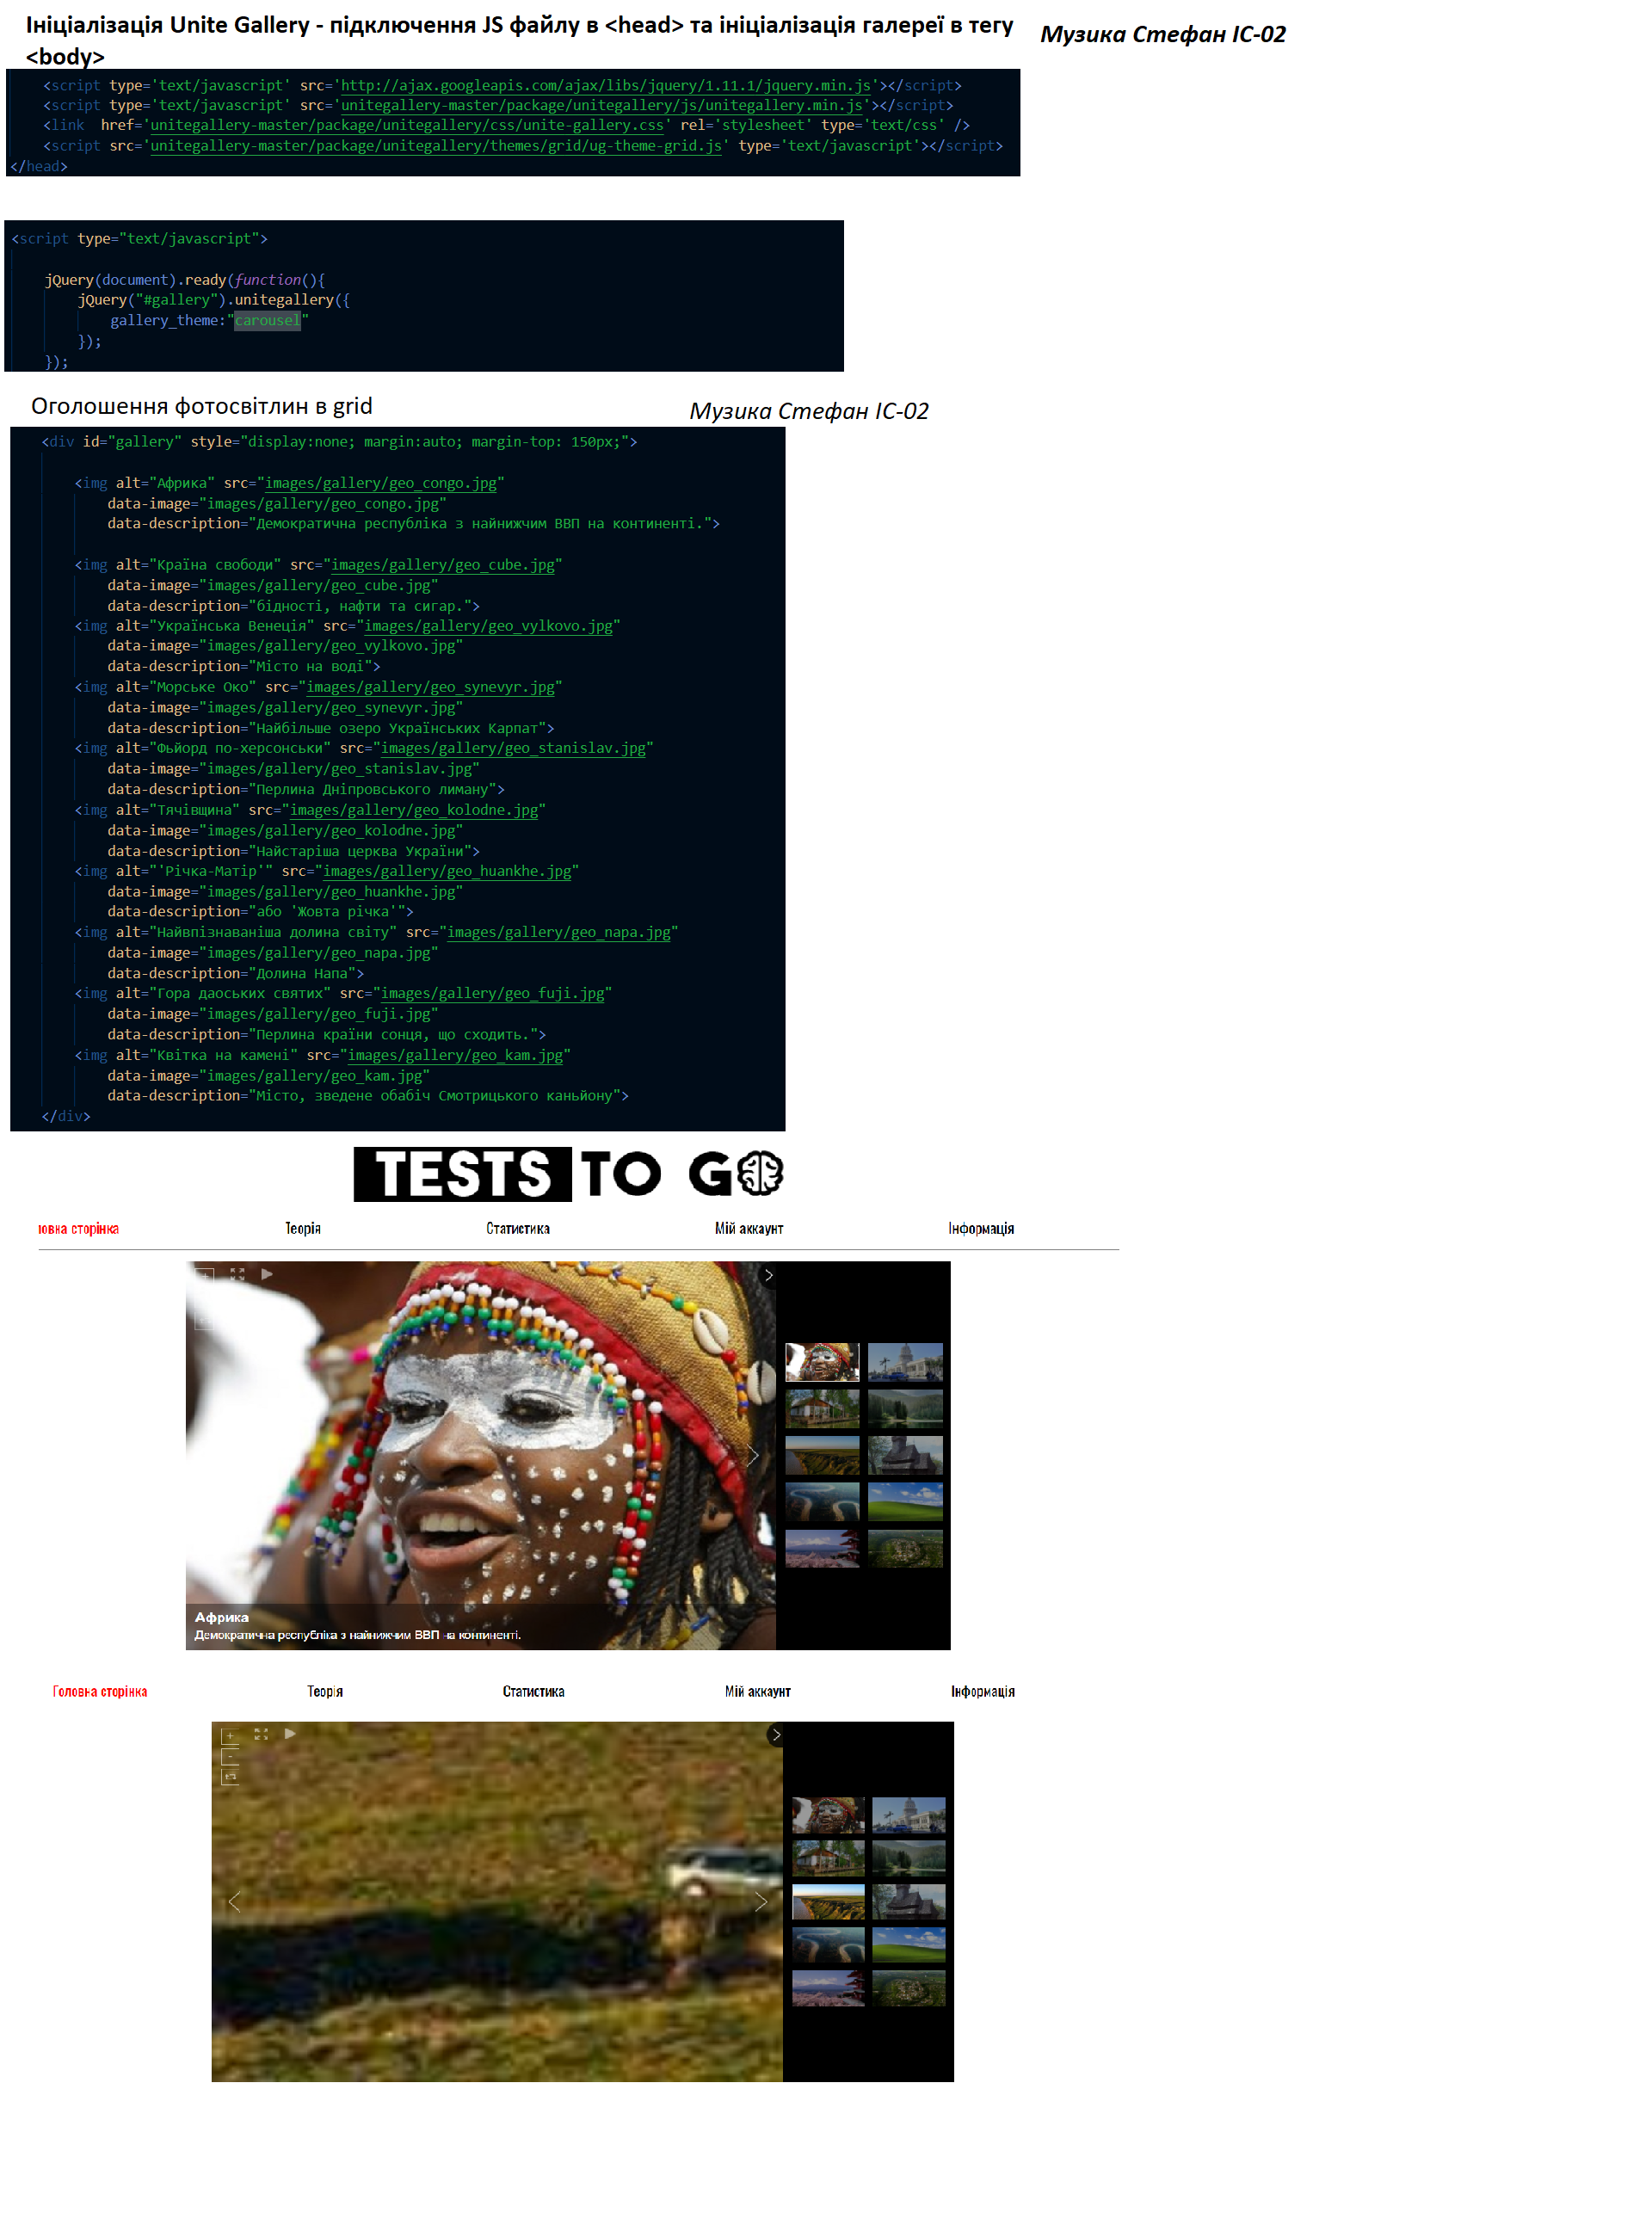 Ініціалізація Unite Gallery - підключення JS файлу в <head> та ініціалізація галереї в тегу
<body>
Музика Стефан ІС-02
<script type='text/javascript' src='http://ajax.googleapis.com/ajax/libs/jquery/1.11.1/jquery.min.js'></script>
<script type='text/javascript' src='unitegallery-master/package/unitegallery/js/unitegallery.min.js'></script>
<link  href='unitegallery-master/package/unitegallery/css/unite-gallery.css' rel='stylesheet' type='text/css' />
<script src='unitegallery-master/package/unitegallery/themes/grid/ug-theme-grid.js' type='text/javascript'></script>
</head>
<script type="text/javascript">
jQuery(document).ready(function(){
jQuery("#gallery").unitegallery({
gallery_theme:"carousel"
});
});
Оголошення фотосвітлин в grid
Музика Стефан ІС-02
<div id="gallery" style="display:none; margin:auto; margin-top: 150px;">
<img alt="Африка" src="images/gallery/geo_congo.jpg"
data-image="images/gallery/geo_congo.jpg"
data-description="Демократична республіка з найнижчим ВВП на континенті.">
<img alt="Країна свободи" src="images/gallery/geo_cube.jpg"
data-image="images/gallery/geo_cube.jpg"
data-description="бідності, нафти та сигар.">
<img alt="Українська Венеція" src="images/gallery/geo_vylkovo.jpg"
data-image="images/gallery/geo_vylkovo.jpg"
data-description="Місто на воді">
<img alt="Морське Око" src="images/gallery/geo_synevyr.jpg"
data-image="images/gallery/geo_synevyr.jpg"
data-description="Найбільше озеро Українських Карпат">
<img alt="Фьйорд по-херсонськи" src="images/gallery/geo_stanislav.jpg"
data-image="images/gallery/geo_stanislav.jpg"
data-description="Перлина Дніпровського лиману">
<img alt="Тячівщина" src="images/gallery/geo_kolodne.jpg"
data-image="images/gallery/geo_kolodne.jpg"
data-description="Найстаріша церква України">
<img alt="'Річка-Матір'" src="images/gallery/geo_huankhe.jpg"
data-image="images/gallery/geo_huankhe.jpg"
data-description="або 'Жовта річка'">
<img alt="Найвпізнаваніша долина світу" src="images/gallery/geo_napa.jpg"
data-image="images/gallery/geo_napa.jpg"
data-description="Долина Напа">
<img alt="Гора даоських святих" src="images/gallery/geo_fuji.jpg"
data-image="images/gallery/geo_fuji.jpg"
data-description="Перлина країни сонця, що сходить.">
<img alt="Квітка на камені" src="images/gallery/geo_kam.jpg"
data-image="images/gallery/geo_kam.jpg"
data-description="Місто, зведене обабіч Смотрицького каньйону">
</div>
TESTS TO GO
ловна сторінка Теорія Статистика Мій аккаунт Інформація
Африка
Демократична республіка з найнижчим ВВП на континенті.
Головна сторінка Теорія Статистика Мій аккаунт Інформація